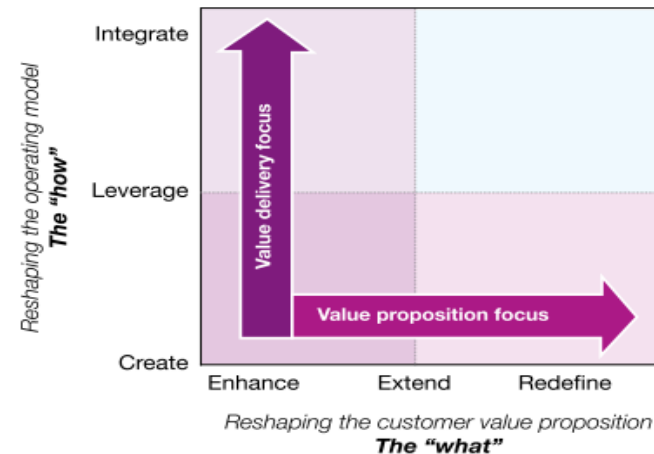 Integrate
Reshaping the operating model
The “how”
Leverage
Value delivery focus
Value proposition focus
Create
Enhance
Extend
Redefine
Reshaping the customer value proposition
The “what”